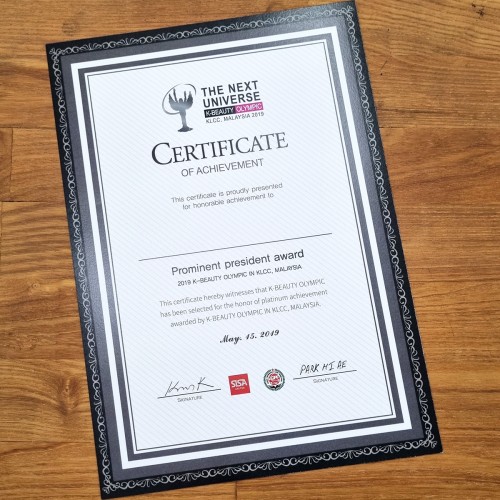 THE NEXT
UNIVERSE
K-BEAUTY OLYMPIC
KLCC, MALAYSIA 2019
CERTIFICATE
OF ACHIEVEMENT
This certificate is proudly presented
for honorable achievement to
Prominent president award
2019 K-BEAUTY OLYMPIC IN KLCC, MALAYSIA
This certificate hereby witnesses that K-BEAUTY OLYMPIC
has been selected for the honor of platinum achievement
awarded by K-BEAUTY OLYMPIC IN KLCC, MALAYSIA.
May. 15. 2019
SISA
PARK MI AE
SIGNATURE
SIGNATURE